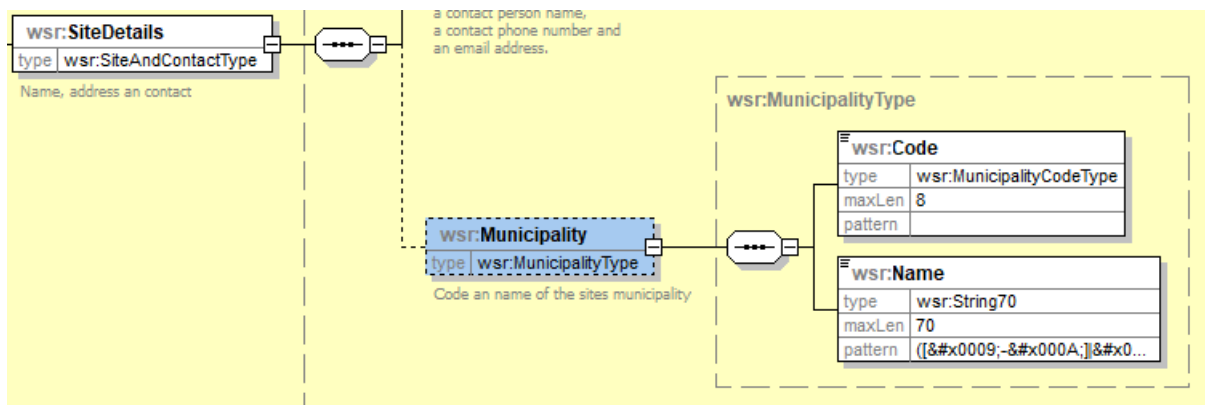 a contact person name,
a contact phone number and
an email address.
wsr:SiteDetails
type wsr:SiteAndContactType
Name, address an contact
wsr:MunicipalityType
wsr:Code
type wsr:MunicipalityCodeType
maxLen 8
pattern
wsr:Municipality
type wsr:MunicipalityType
Code an name of the sites municipality
wsr:Name
type wsr:String70
maxLen 70
pattern ([&#x0009;-&#x000A;]|&#x0...